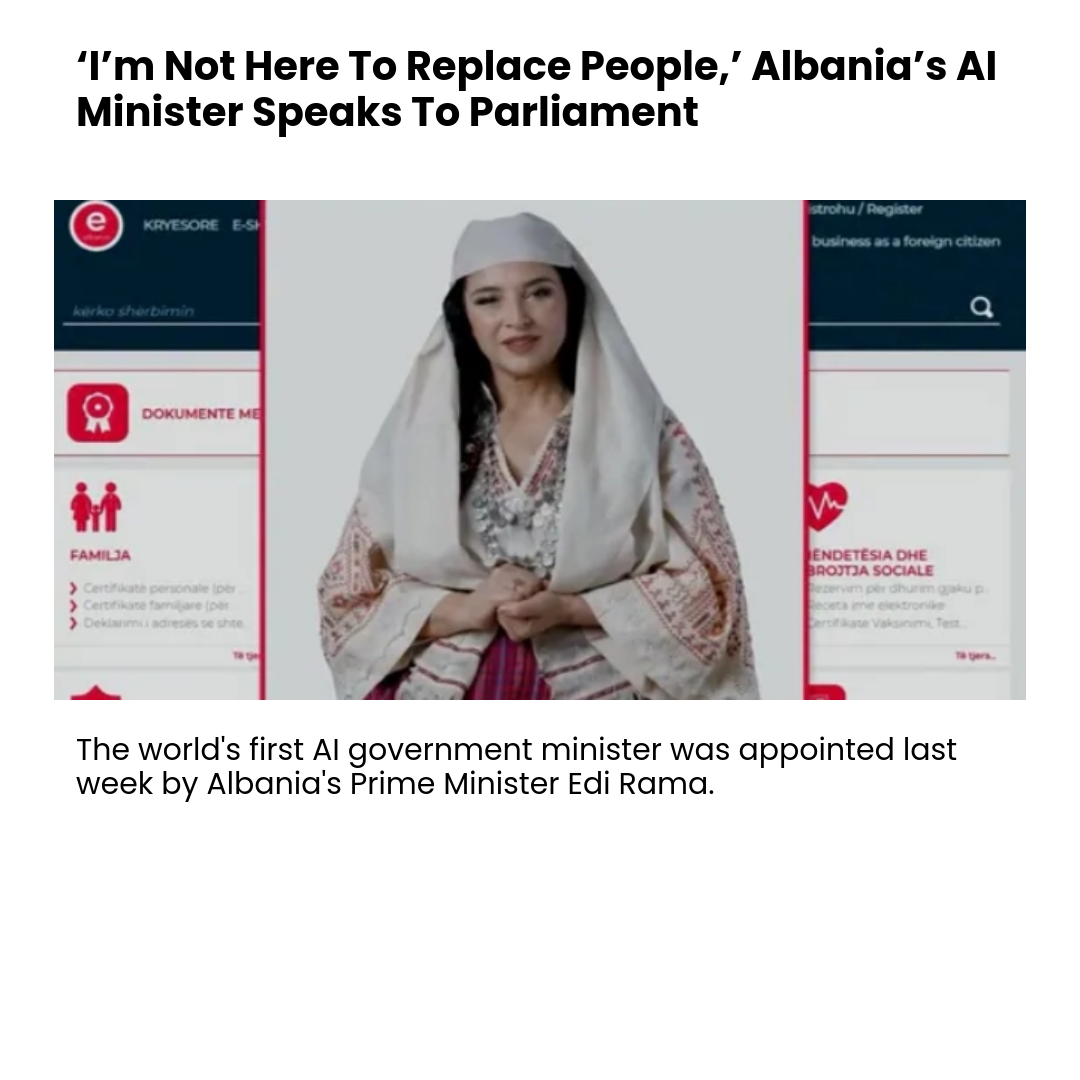 ‘I’m Not Here To Replace People,’ Albania’s AI
Minister Speaks To Parliament
e
KRYESORE E-SH
strohu / Register
business as a foreign citizen
kërko shërbimin
DOKUMENTE ME
FAMILJA
Certifikatë personale (për ...
Certifikatë familjare (për ...
Deklarimi i adresës së shte...
Të tje
ËNDETËSIA DHE
BROJTJA SOCIALE
Rezervim për dhurim gjaku p...
Receta ime elektronike
Certifikate Vaksinimi, Test...
Të tjera...
The world's first AI government minister was appointed last
week by Albania's Prime Minister Edi Rama.